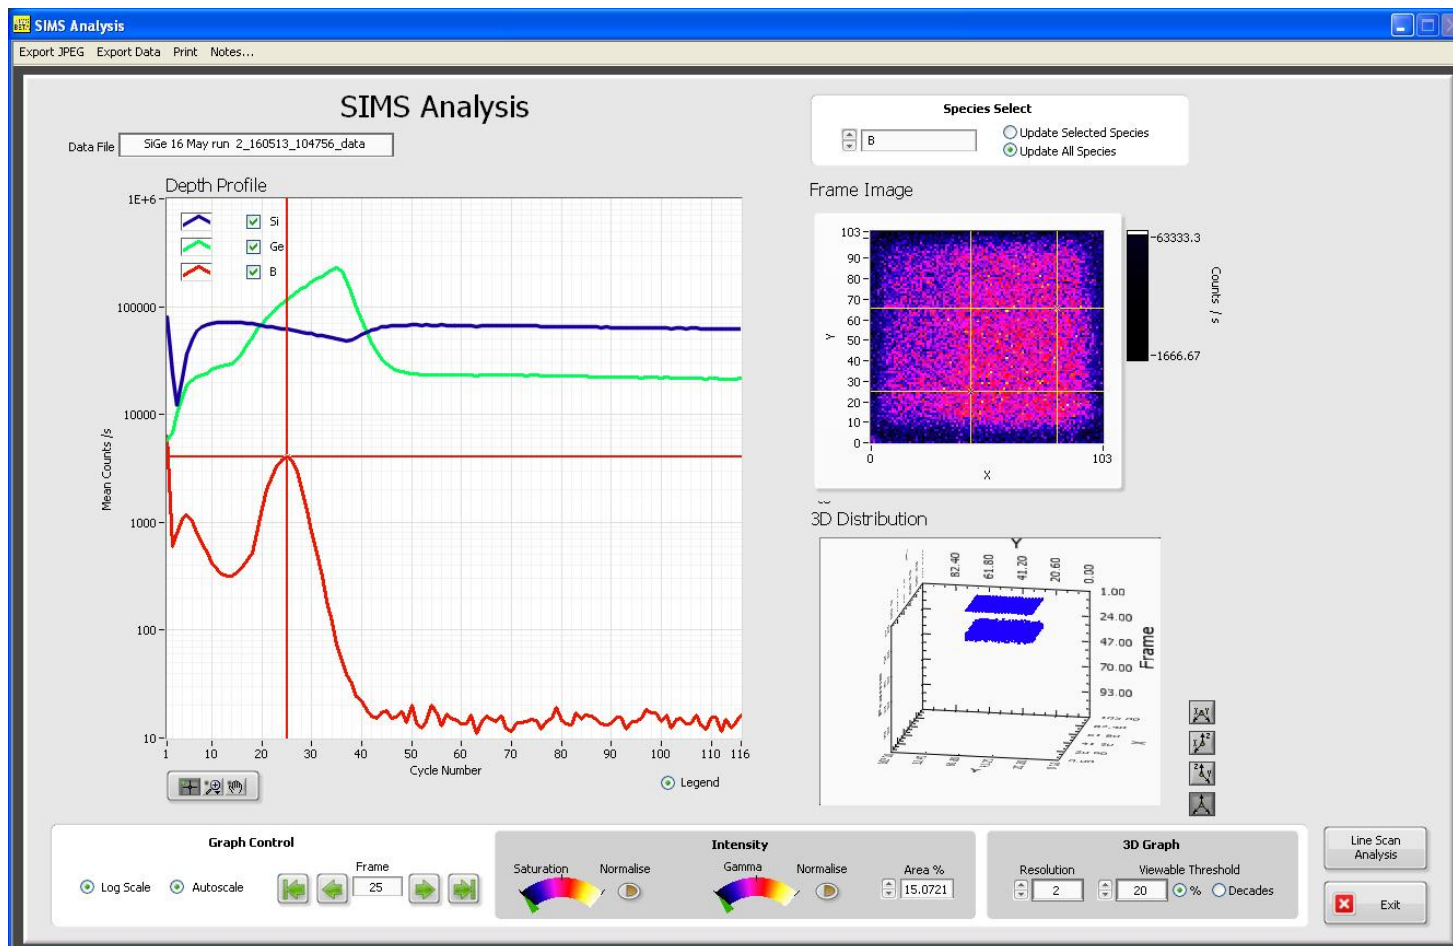 SIMS Analysis
Export JPEG Export Data Print Notes...
SIMS Analysis
Data File SiGe 16 May run 2_160513_104756_data
Species Select
B
Update Selected Species
Update All Species
Depth Profile
Si
Ge
B
1E+6
100000
10000
1000
100
10
Mean Counts /s
1 10 20 30 40 50 60 70 80 90 100 110 116
Cycle Number
Legend
Frame Image
103
90
80
70
60
50
40
30
20
10
0
Y
0 103
X
63333.3
1666.67
Counts / s
3D Distribution
Y
82.40 61.80 41.20 20.60 0.00
1.00
24.00
47.00
70.00
93.00
Frame
X
Graph Control
Log Scale
Autoscale
Frame
25
Intensity
Saturation Normalise
Gamma Normalise
Area %
15.0721
3D Graph
Resolution
2
Viewable Threshold
20 % Decades
Line Scan
Analysis
Exit